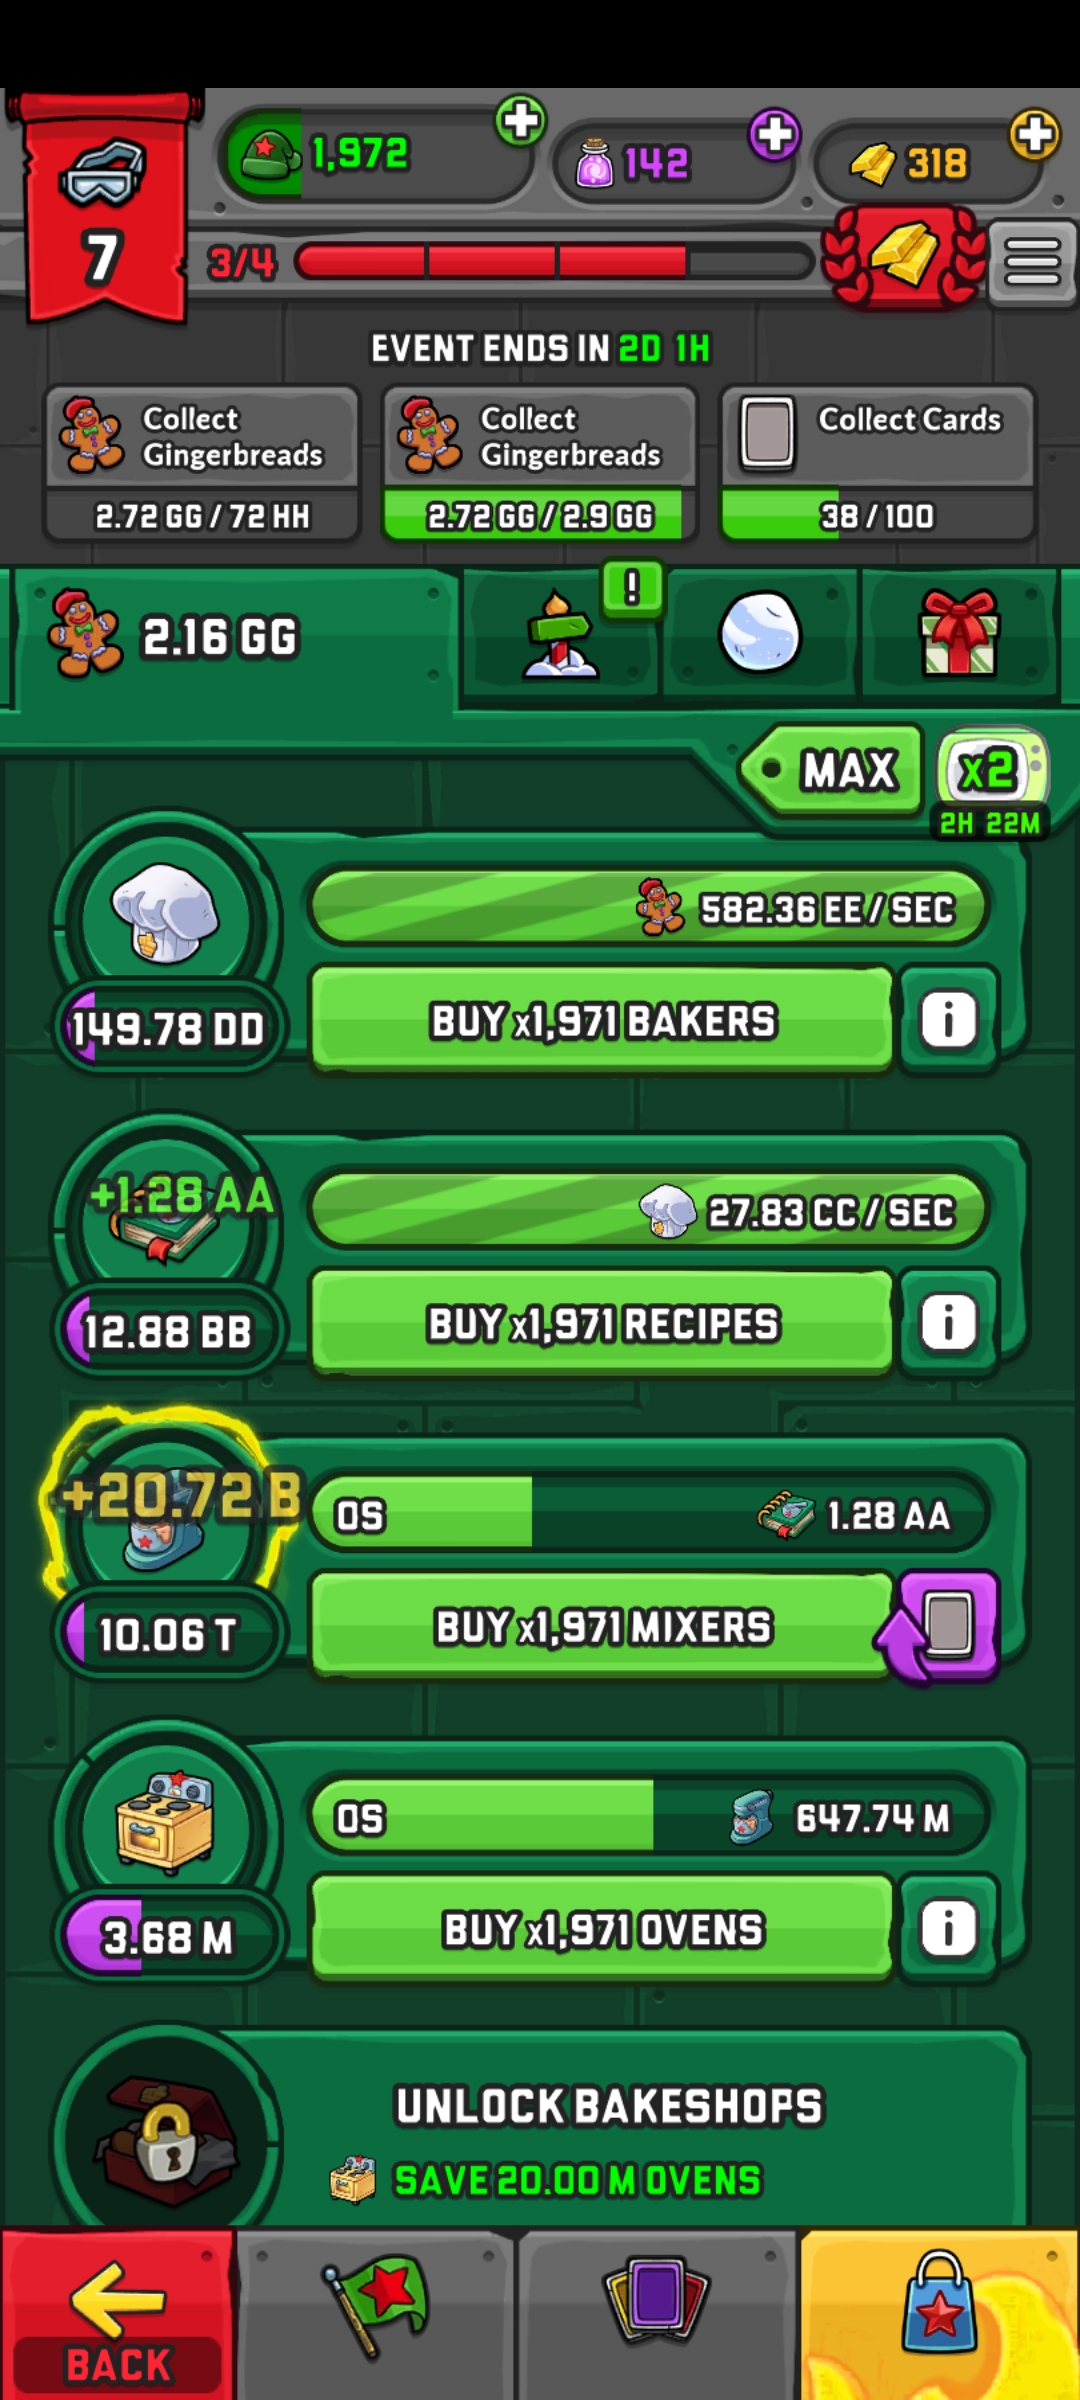 1,972
142
318
7
3/4
EVENT ENDS IN 2D 1H
Collect
Gingerbreads
2.72 GG / 72 HH
Collect
Gingerbreads
2.72 GG / 2.9 GG
Collect Cards
38 / 100
2.16 GG
!
MAX
x2
2H 22M
582.36 EE / SEC
149.78 DD
BUY x1,971 BAKERS
i
+1.28 AA
27.83 CC / SEC
12.88 BB
BUY x1,971 RECIPES
i
+20.72 B
0S
1.28 AA
10.06 T
BUY x1,971 MIXERS
0S
647.74 M
3.68 M
BUY x1,971 OVENS
i
UNLOCK BAKESHOPS
SAVE 20.00 M OVENS
BACK